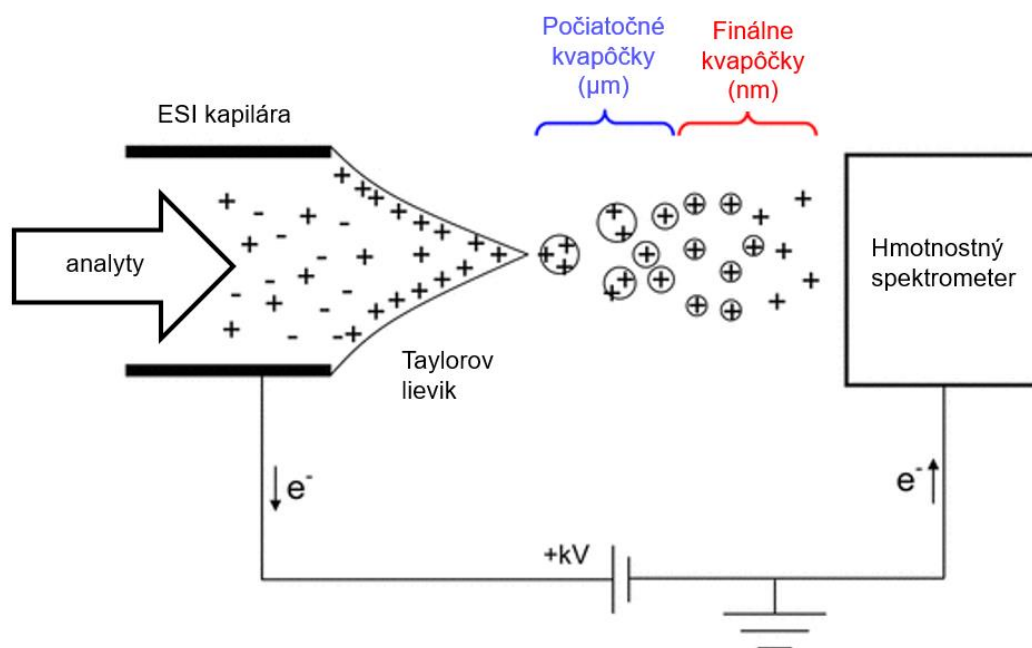 Počiatočné
kvapôčky
(μm)
Finálne
kvapôčky
(nm)
ESI kapilára
analyty
Taylorov
lievik
Hmotnostný
spektrometer
e-
e-
+kV